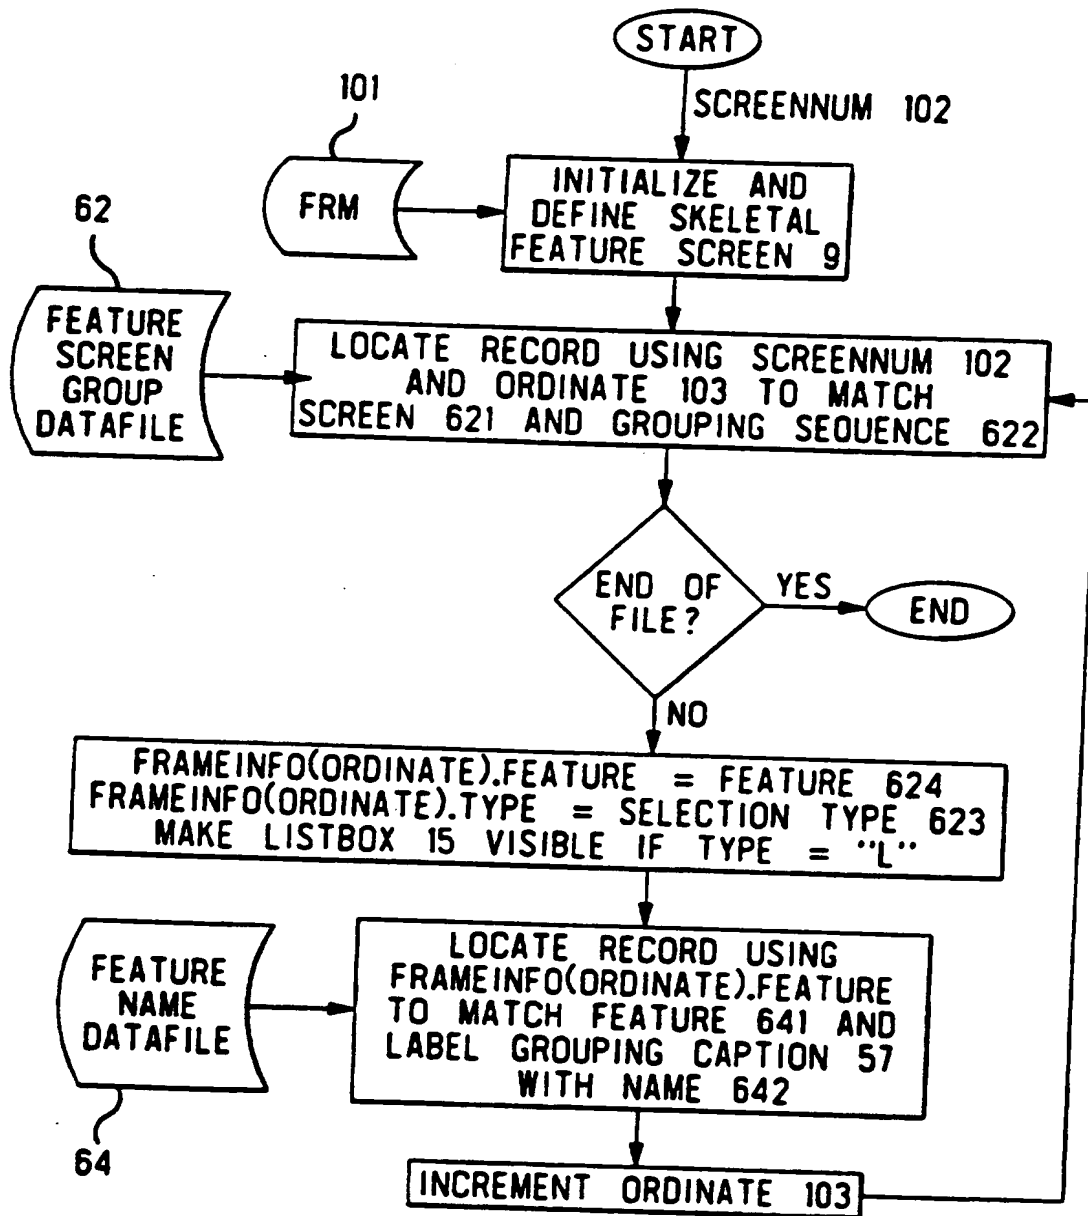 START
SCREENNUM 102
101
FRM
INITIALIZE AND
DEFINE SKELETAL
FEATURE SCREEN 9
62
FEATURE
SCREEN
GROUP
DATAFILE
LOCATE RECORD USING SCREENNUM 102
AND ORDINATE 103 TO MATCH
SCREEN 621 AND GROUPING SEQUENCE 622
END OF
FILE?
YES
END
NO
FRAMEINFO(ORDINATE).FEATURE = FEATURE 624
FRAMEINFO(ORDINATE).TYPE = SELECTION TYPE 623
MAKE LISTBOX 15 VISIBLE IF TYPE = "L"
FEATURE
NAME
DATAFILE
64
LOCATE RECORD USING
FRAMEINFO(ORDINATE).FEATURE
TO MATCH FEATURE 641 AND
LABEL GROUPING CAPTION 57
WITH NAME 642
INCREMENT ORDINATE 103